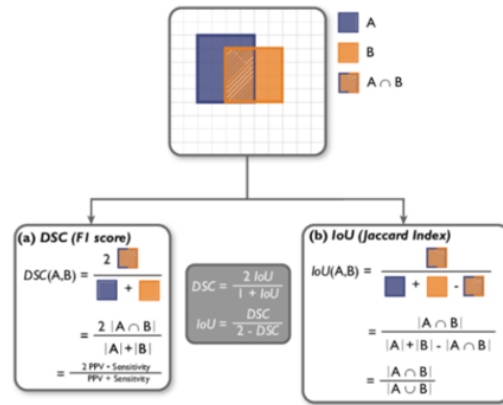 A
B
A ∩ B
(a) DSC (F1 score)
DSC(A,B) = 2 / +
= 2 |A ∩ B| / |A|+|B|
= 2 PPV * Sensitivity / PPV + Sensitivity
DSC = 2 IoU / 1 + IoU
IoU = DSC / 2 - DSC
(b) IoU (Jaccard Index)
IoU(A,B) = / + -
= |A ∩ B| / |A|+|B| - |A ∩ B|
= |A ∩ B| / |A ∪ B|